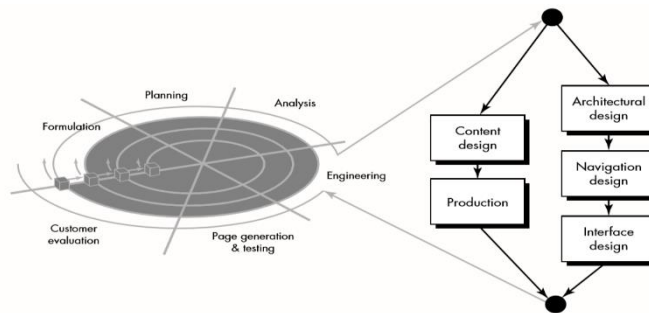 Planning
Analysis
Formulation
Engineering
Customer
evaluation
Page generation
& testing
Content
design
Production
Architectural
design
Navigation
design
Interface
design